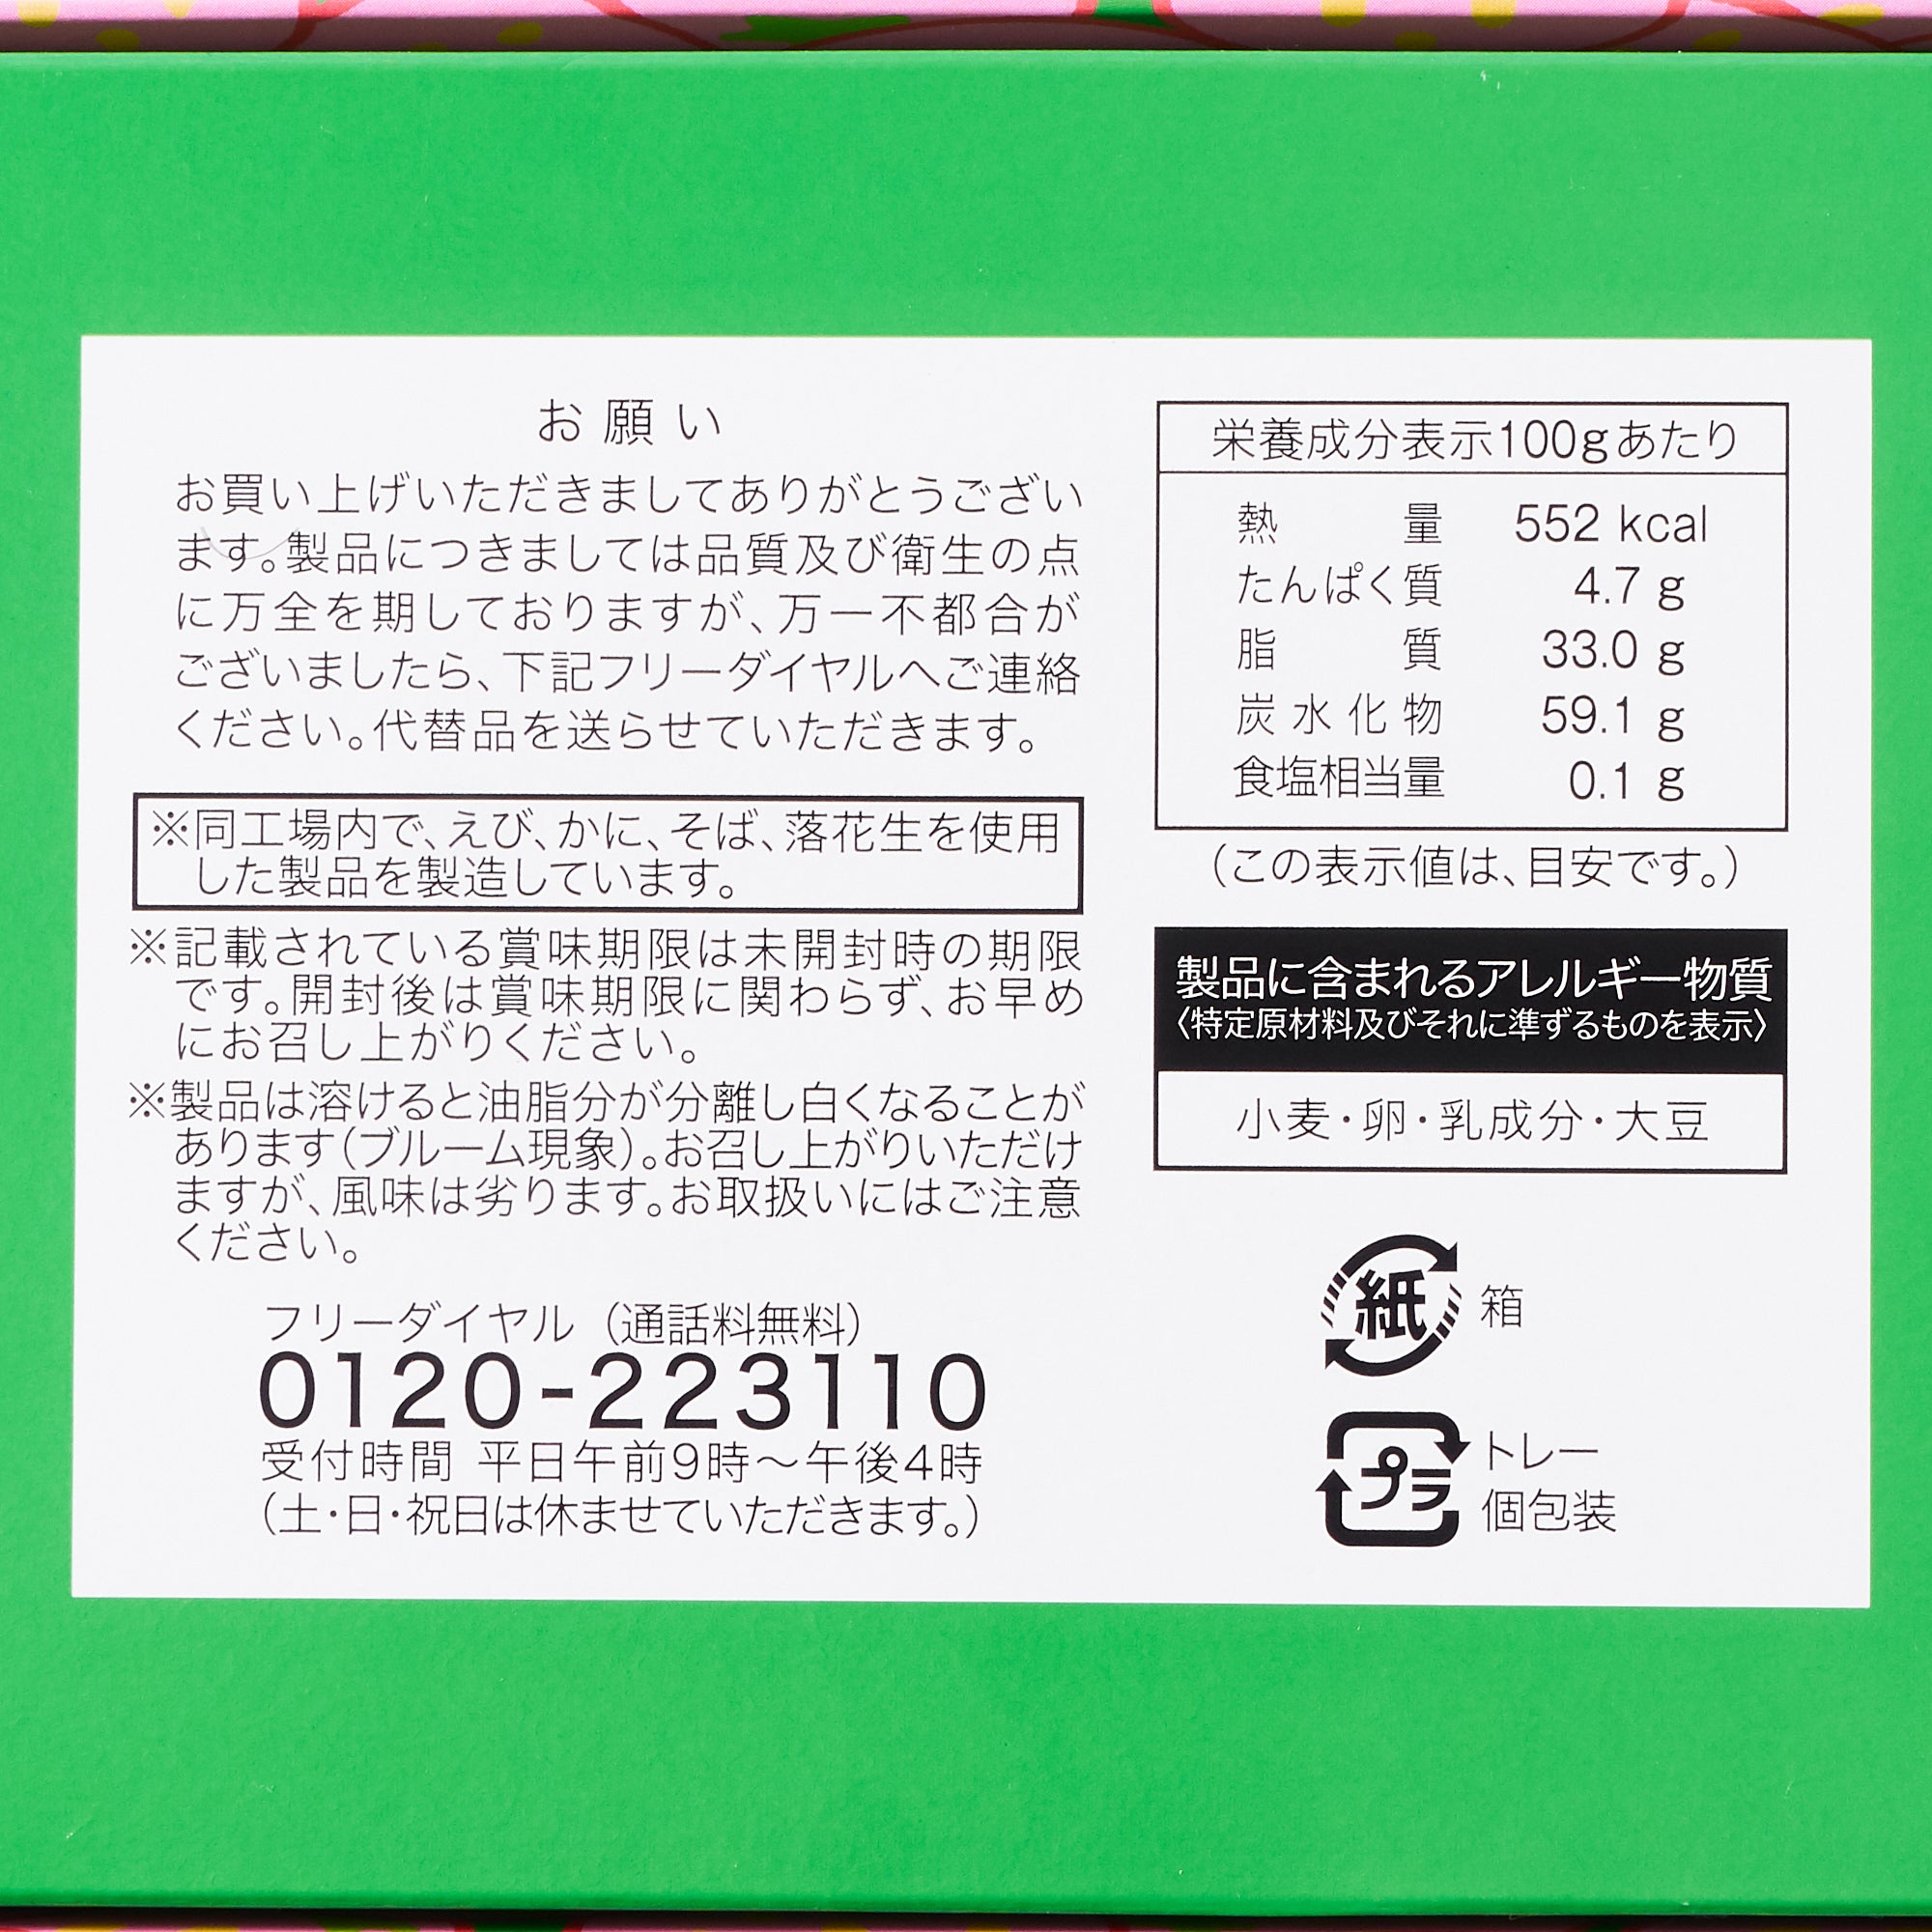 お願い
お買い上げいただきましてありがとうござい
ます。製品につきましては品質及び衛生の点
に万全を期しておりますが、万一不都合が
ございましたら、下記フリーダイヤルへご連絡
ください。代替品を送らせていただきます。
※同工場内で、えび、かに、そば、落花生を使用
した製品を製造しています。
※記載されている賞味期限は未開封時の期限
です。開封後は賞味期限に関わらず、お早め
にお召し上がりください。
※製品は溶けると油脂分が分離し白くなることが
あります(ブルーム現象)。お召し上がりいただけ
ますが、風味は劣ります。お取扱いにはご注意
ください。
フリーダイヤル(通話料無料)
0120-223110
受付時間 平日午前9時〜午後4時
(土・日・祝日は休ませていただきます。)
栄養成分表示100gあたり
熱量 552 kcal
たんぱく質 4.7 g
脂質 33.0 g
炭水化物 59.1 g
食塩相当量 0.1 g
(この表示値は、目安です。)
製品に含まれるアレルギー物質
〈特定原材料及びそれに準ずるものを表示〉
小麦・卵・乳成分・大豆
紙 箱
プラ トレー
個包装